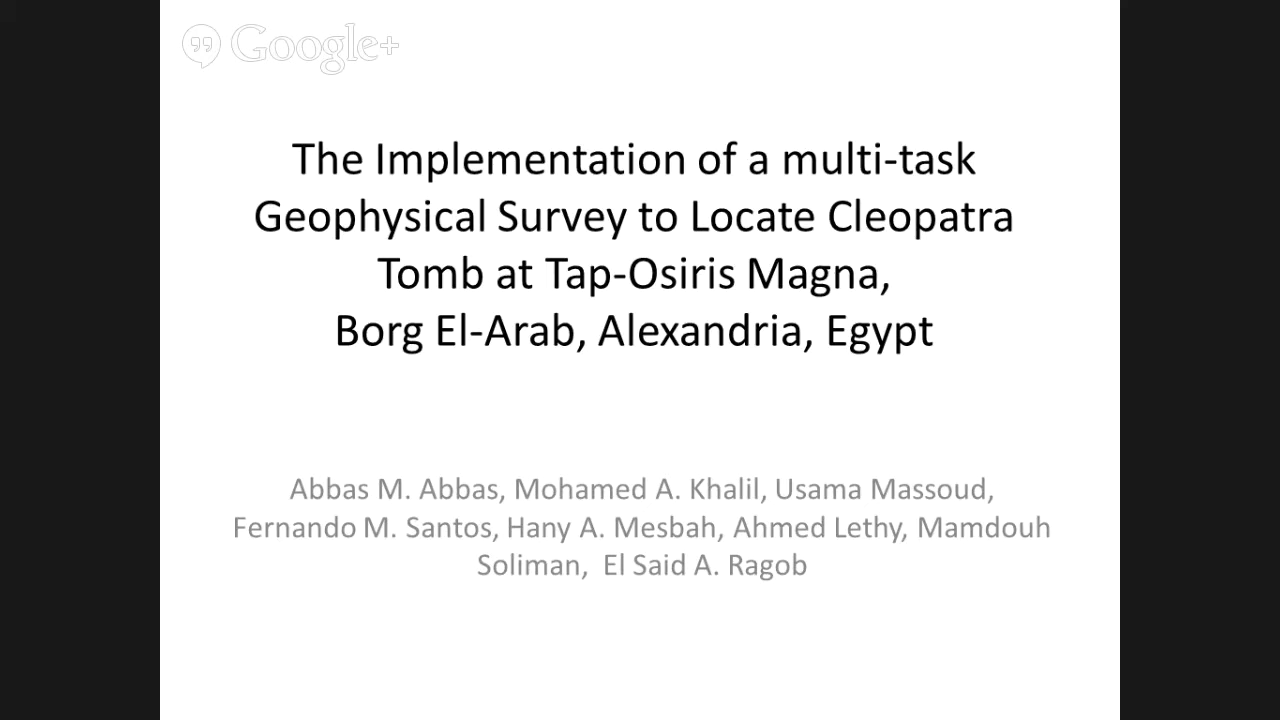 Google+
The Implementation of a multi-task
Geophysical Survey to Locate Cleopatra
Tomb at Tap-Osiris Magna,
Borg El-Arab, Alexandria, Egypt
Abbas M. Abbas, Mohamed A. Khalil, Usama Massoud,
Fernando M. Santos, Hany A. Mesbah, Ahmed Lethy, Mamdouh
Soliman, El Said A. Ragob